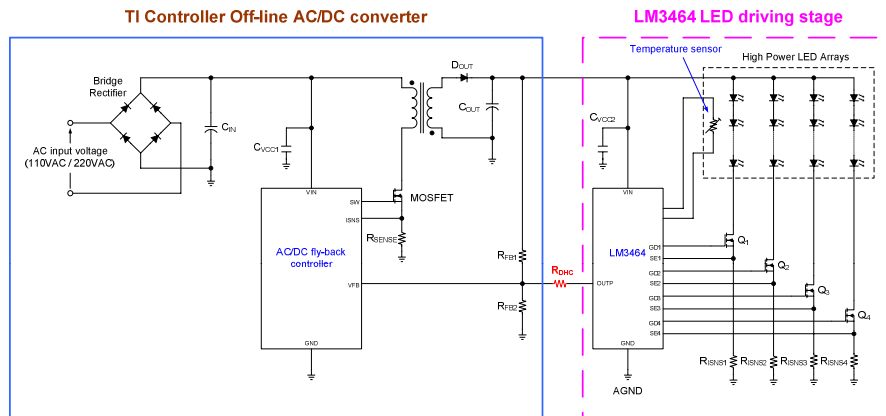 TI Controller Off-line AC/DC converter
LM3464 LED driving stage
Temperature sensor
High Power LED Arrays
Bridge
Rectifier
AC input voltage
(110VAC / 220VAC)
CIN
CVCC1
DOUT
COUT
CVCC2
VIN
SW
ISNS
MOSFET
RSENSE
AC/DC fly-back
controller
VFB
GND
RFB1
RFB2
RDHC
VIN
LM3464
OUTP
GND
AGND
GD1
SE1
GD2
SE2
GD3
SE3
GD4
SE4
Q1
Q2
Q3
Q4
RISNS1
RISNS2
RISNS3
RISNS4